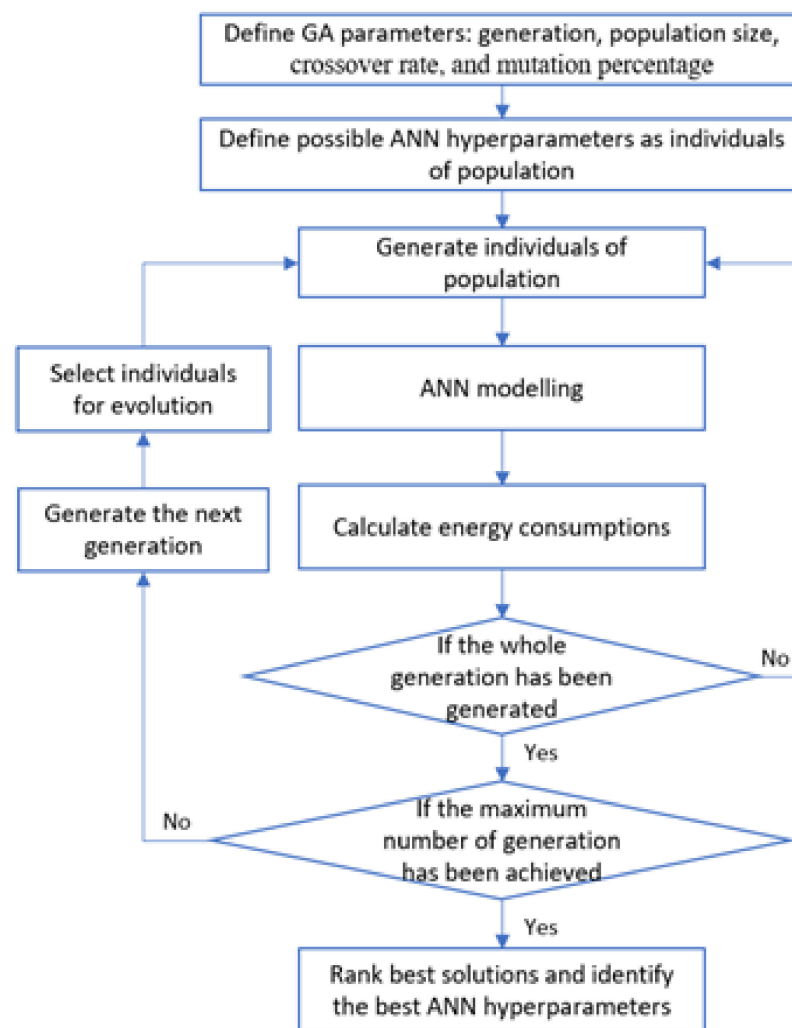 Define GA parameters: generation, population size,
crossover rate, and mutation percentage
Define possible ANN hyperparameters as individuals
of population
Generate individuals of
population
Select individuals
for evolution
ANN modelling
Generate the next
generation
Calculate energy consumptions
If the whole
generation has been
generated
No
Yes
If the maximum
number of generation
has been achieved
No
Yes
Rank best solutions and identify
the best ANN hyperparameters